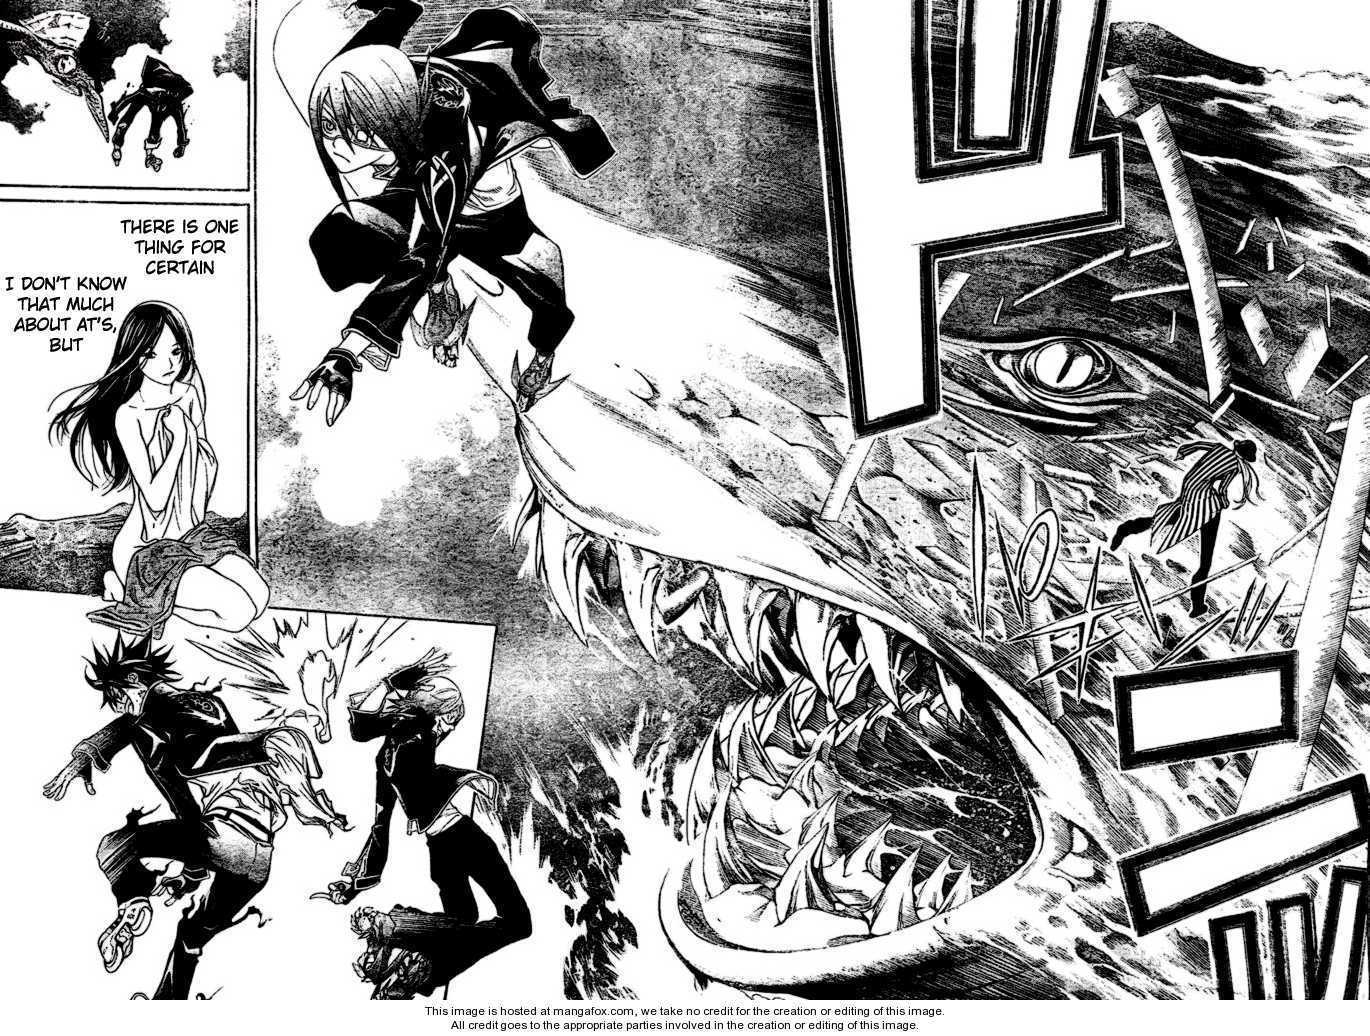 THERE IS ONE
THING FOR
CERTAIN
I DON'T KNOW
THAT MUCH
ABOUT AT'S,
BUT
This image is hosted at mangafox.com, we take no credit for the creation or editing of this image.
All credit goes to the appropriate parties involved in the creation or editing of this image.